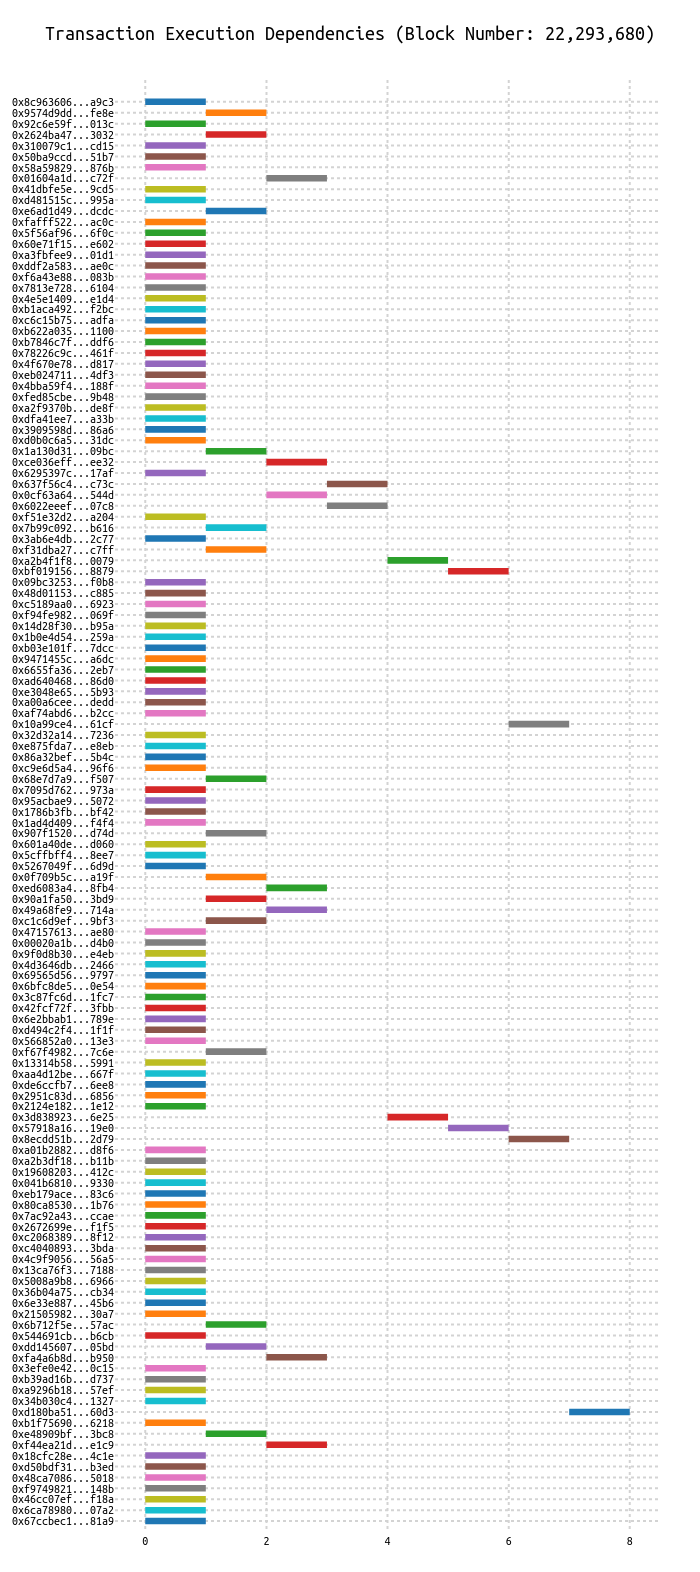 Transaction Execution Dependencies (Block Number: 22,293,680)
0x8c963606...a9c3
0x9574d9dd...fe8e
0x92c6e59f...013c
0x2624ba47...3032
0x310079c1...cd15
0x50ba9ccd...51b7
0x58a59829...876b
0x01604a1d...c72f
0x41dbfe5e...9cd5
0xd481515c...995a
0xe6ad1d49...dcdc
0xfafff522...ac0c
0x5f56af96...6f0c
0x60e71f15...e602
0xa3fbfee9...01d1
0xddf2a583...ae0c
0xf6a43e88...083b
0x7813e728...6104
0x4e5e1409...e1d4
0xb1aca492...f2bc
0xc6c15b75...adfa
0xb622a035...1100
0xb7846c7f...ddf6
0x78226c9c...461f
0x4f670e78...d817
0xeb024711...4df3
0x4bba59f4...188f
0xfed85cbe...9b48
0xa2f9370b...de8f
0xdfa41ee7...a33b
0x3909598d...86a6
0xd0b0c6a5...31dc
0x1a130d31...09bc
0xce036eff...ee32
0x6295397c...17af
0x637f56c4...c73c
0x0cf63a64...544d
0x6022eeef...07c8
0xf51e32d2...a204
0x7b99c092...b616
0x3ab6e4db...2c77
0xf31dba27...c7ff
0xa2b4f1f8...0079
0xbf019156...8879
0x09bc3253...f0b8
0x48d01153...c885
0xc5189aa0...6923
0xf94fe982...069f
0x14d28f30...b95a
0x1b0e4d54...259a
0xb03e101f...7dcc
0x9471455c...a6dc
0x6655fa36...2eb7
0xad640468...86d0
0xe3048e65...5b93
0xa00a6cee...dedd
0xaf74abd6...b2cc
0x10a99ce4...61cf
0x32d32a14...7236
0xe875fda7...e8eb
0x86a32bef...5b4c
0xc9e6d5a4...96f6
0x68e7d7a9...f507
0x7095d762...973a
0x95acbae9...5072
0x1786b3fb...bf42
0x1ad4d409...f4f4
0x907f1520...d74d
0x601a40de...d060
0x5cffbff4...8ee7
0x5267049f...6d9d
0x0f709b5c...a19f
0xed6083a4...8fb4
0x90a1fa50...3bd9
0x49a68fe9...714a
0xc1c6d9ef...9bf3
0x47157613...ae80
0x00020a1b...d4b0
0x9f0d8b30...e4eb
0x4d3646db...2466
0x69565d56...9797
0x6bfc8de5...0e54
0x3c87fc6d...1fc7
0x42fcf72f...3fbb
0x6e2bbab1...789e
0xd494c2f4...1f1f
0x566852a0...13e3
0xf67f4982...7c6e
0x13314b58...5991
0xaa4d12be...667f
0xde6ccfb7...6ee8
0x2951c83d...6856
0x2124e182...1e12
0x3d838923...6e25
0x57918a16...19e0
0x8ecdd51b...2d79
0xa01b2882...d8f6
0xa2b3df18...b11b
0x19608203...412c
0x041b6810...9330
0xeb179ace...83c6
0x80ca8530...1b76
0x7ac92a43...ccae
0x2672699e...f1f5
0xc2068389...8f12
0xc4040893...3bda
0x4c9f9056...56a5
0x13ca76f3...7188
0x5008a9b8...6966
0x36b04a75...cb34
0x6e33e887...45b6
0x21505982...30a7
0x6b712f5e...57ac
0x544691cb...b6cb
0xdd145607...05bd
0xfa4a6b8d...b950
0x3efe0e42...0c15
0xb39ad16b...d737
0xa9296b18...57ef
0x34b030c4...1327
0xd180ba51...60d3
0xb1f75690...6218
0xe48909bf...3bc8
0xf44ea21d...e1c9
0x18cfc28e...4c1e
0xd50bdf31...b3ed
0x48ca7086...5018
0xf9749821...148b
0x46cc07ef...f18a
0x6ca78980...07a2
0x67ccbec1...81a9
0 2 4 6 8